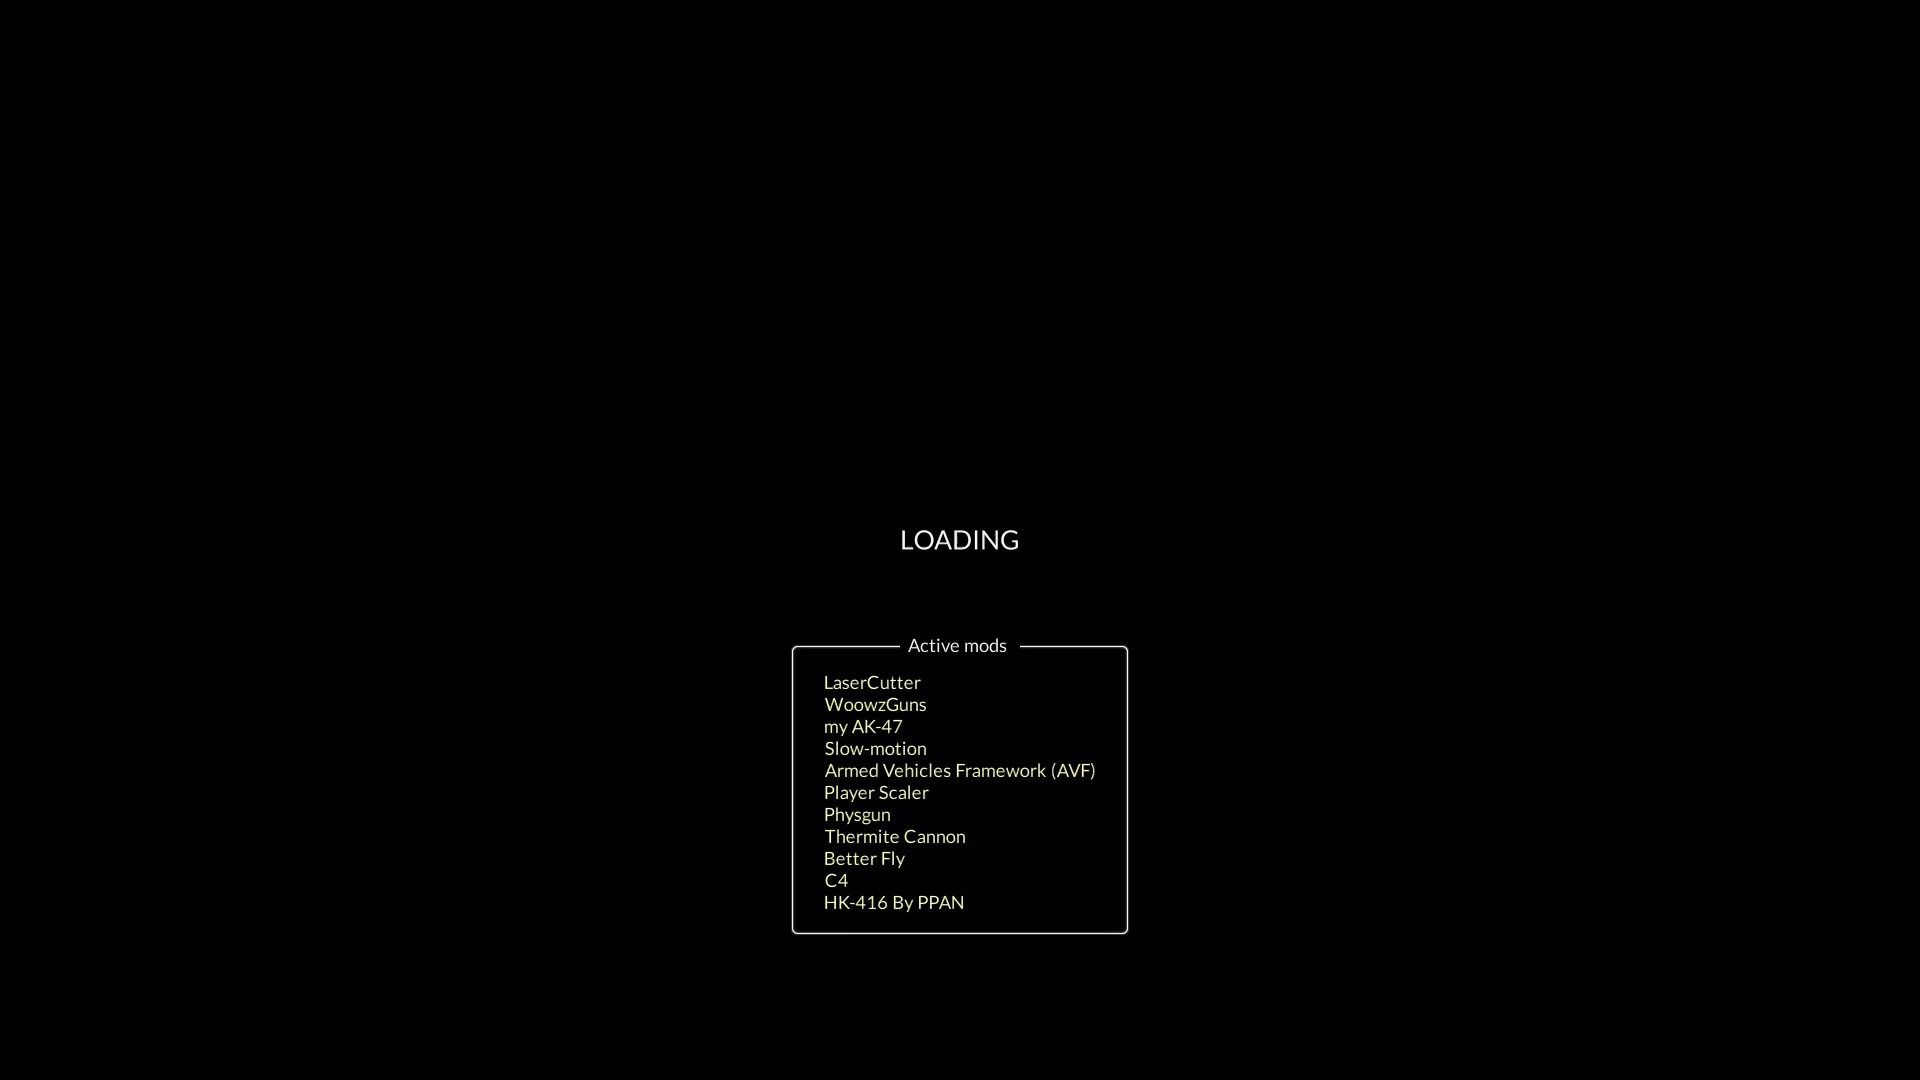 LOADING
Active mods
LaserCutter
WoowzGuns
my AK-47
Slow-motion
Armed Vehicles Framework (AVF)
Player Scaler
Physgun
Thermite Cannon
Better Fly
C4
HK-416 By PPAN